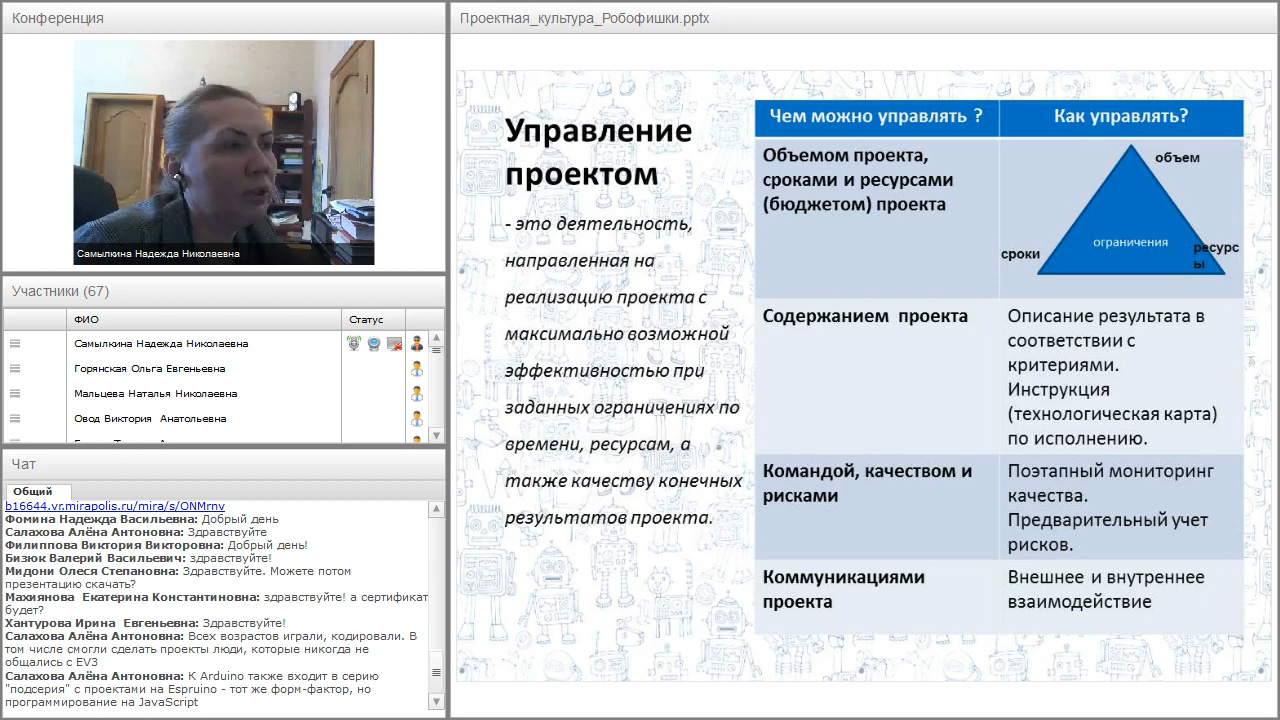 Конференция
Самылкина Надежда Николаевна
Участники (67)
ФИО
Статус
Самылкина Надежда Николаевна
Горянская Ольга Евгеньевна
Мальцева Наталья Николаевна
Овод Виктория Анатольевна
Чат
Общий
b16644.vr.mirapolis.ru/mira/s/ONMrnv
Фомина Надежда Васильевна: Добрый день
Салахова Алёна Антоновна: Здравствуйте.
Филиппова Виктория Викторовна: Добрый день!
Бизюк Валерий Васильевич: здравствуйте!
Мидони Олеся Степановна: Здравствуйте. Можете потом
презентацию скачать?
Махиянова Екатерина Константиновна: здравствуйте! а сертификат
будет?
Хантурова Ирина Евгеньевна: Здравствуйте!
Салахова Алёна Антоновна: Всех возрастов играли, кодировали. В
том числе смогли сделать проекты люди, которые никогда не
общались с EV3
Салахова Алёна Антоновна: К Arduino также входит в серию
"подсерия" с проектами на Espruino - тот же форм-фактор, но
программирование на JavaScript
Проектная_культура_Робофишки.pptx
Управление
проектом
- это деятельность,
направленная на
реализацию проекта с
максимально возможной
эффективностью при
заданных ограничениях по
времени, ресурсам, а
также качеству конечных
результатов проекта.
Чем можно управлять ?
Как управлять?
Объемом проекта,
сроками и ресурсами
(бюджетом) проекта
объем
ограничения
сроки
ресурс
ы
Содержанием проекта
Описание результата в
соответствии с
критериями.
Инструкция
(технологическая карта)
по исполнению.
Командой, качеством и
рисками
Поэтапный мониторинг
качества.
Предварительный учет
рисков.
Коммуникациями
проекта
Внешнее и внутреннее
взаимодействие